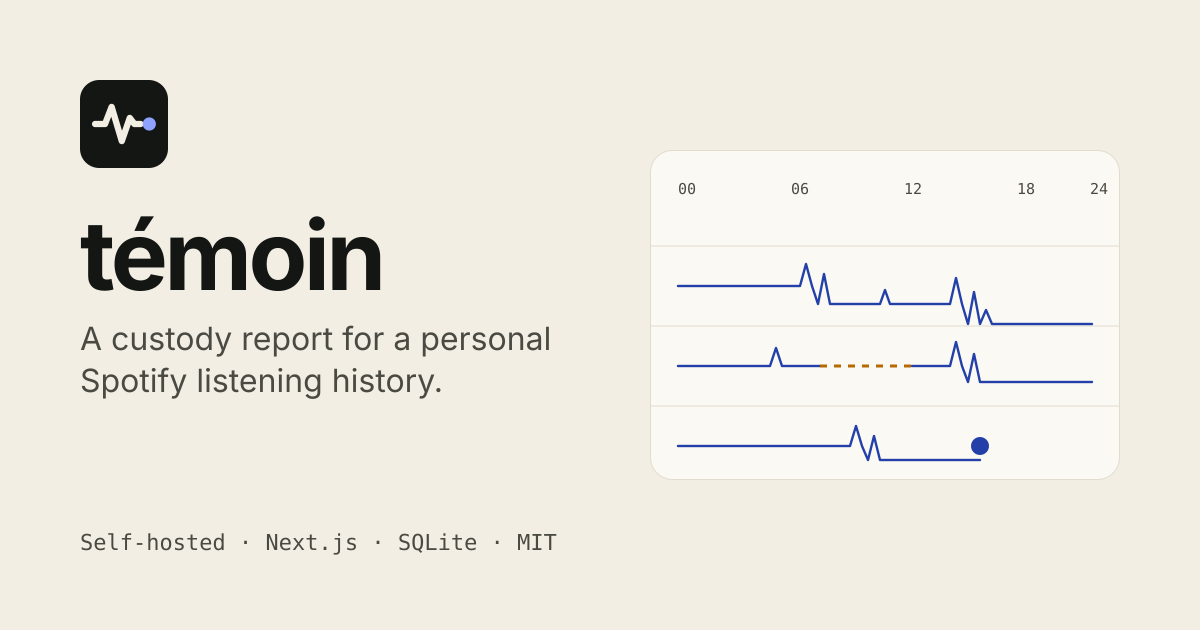 témoin
A custody report for a personal
Spotify listening history.
00 06 12 18 24
Self-hosted · Next.js · SQLite · MIT